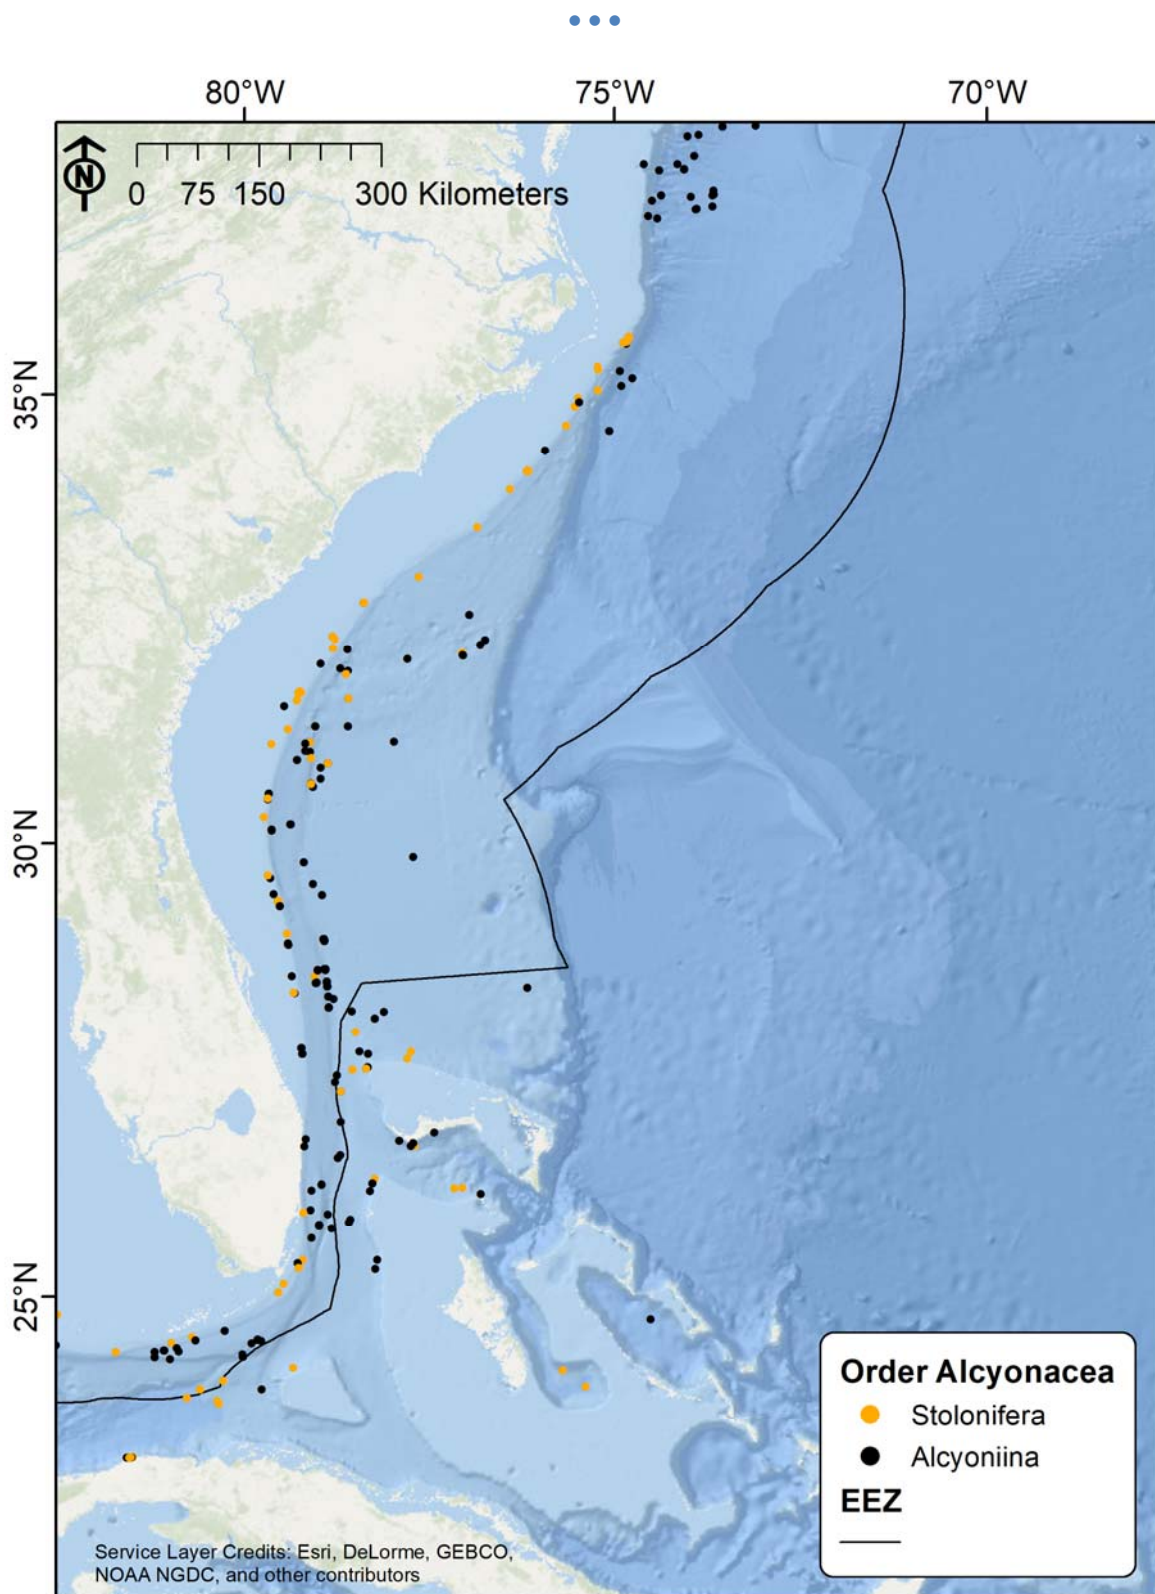 80°W 75°W 70°W
N
0 75 150 300 Kilometers
35°N
30°N
25°N
Order Alcyonacea
Stolonifera
Alcyoniina
EEZ
Service Layer Credits: Esri, DeLorme, GEBCO,
NOAA NGDC, and other contributors